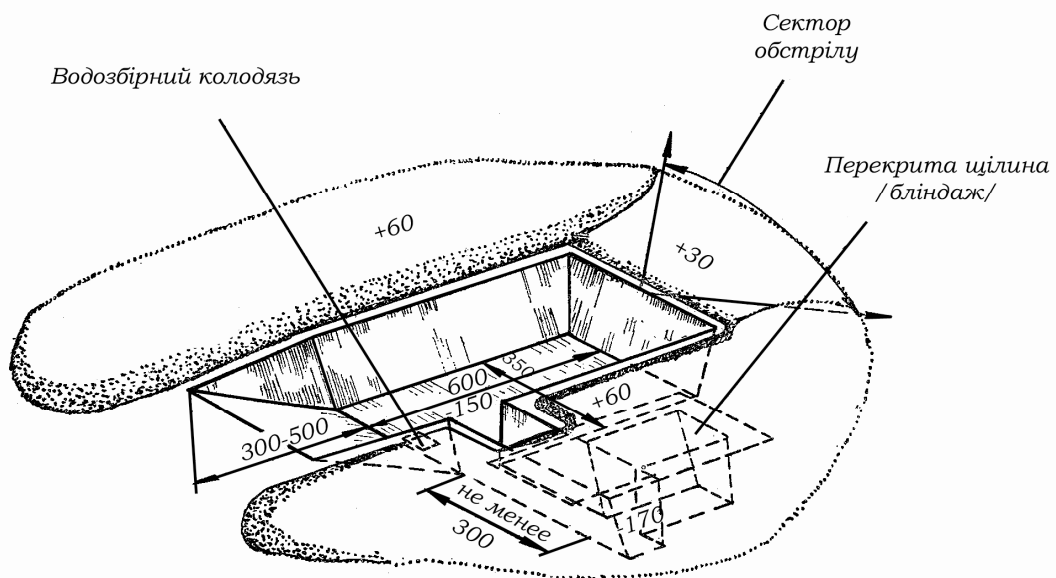 Сектор
обстрілу
Водозбірний колодязь
Перекрита щілина
/бліндаж/
+60
+30
350
600
-150
+60
300-500
не менее
300
-170